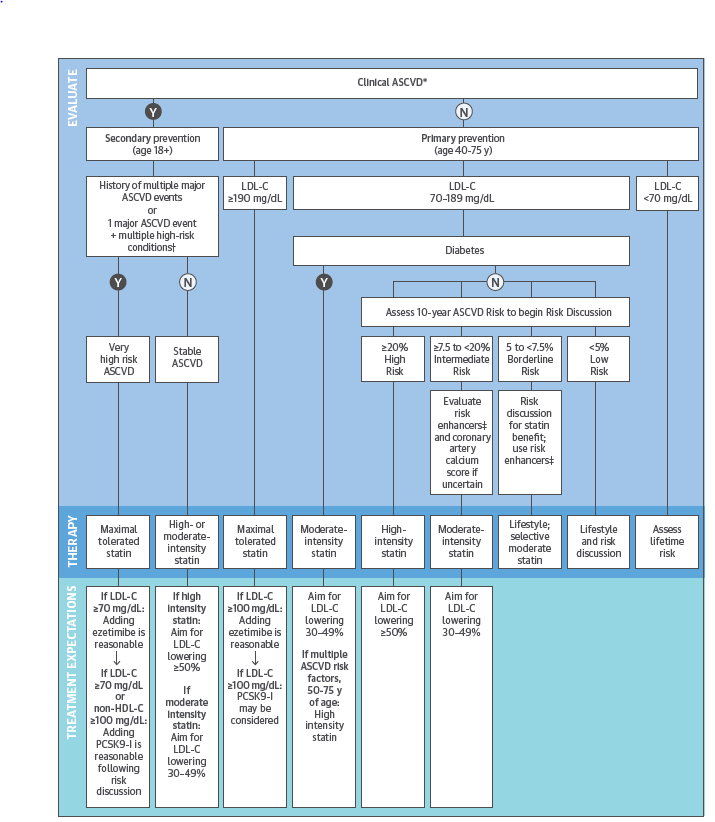 EVALUATE
Clinical ASCVD*
Y
N
Secondary prevention
(age 18+)
Primary prevention
(age 40-75 y)
History of multiple major
ASCVD events
or
1 major ASCVD event
+ multiple high-risk
conditions†
LDL-C
≥190 mg/dL
LDL-C
70–189 mg/dL
LDL-C
<70 mg/dL
Diabetes
Y
N
Y
N
Assess 10-year ASCVD Risk to begin Risk Discussion
Very
high risk
ASCVD
Stable
ASCVD
≥20%
High
Risk
≥7.5 to <20%
Intermediate
Risk
5 to <7.5%
Borderline
Risk
<5%
Low
Risk
Evaluate
risk
enhancers‡
and coronary
artery
calcium
score if
uncertain
Risk
discussion
for statin
benefit;
use risk
enhancers‡
THERAPY
Maximal
tolerated
statin
High- or
moderate-
intensity
statin
Maximal
tolerated
statin
Moderate-
intensity
statin
High-
intensity
statin
Moderate-
intensity
statin
Lifestyle;
selective
moderate
statin
Lifestyle
and risk
discussion
Assess
lifetime
risk
TREATMENT EXPECTATIONS
If LDL-C
≥70 mg/dL:
Adding
ezetimibe is
reasonable
If LDL-C
≥70 mg/dL
or
non-HDL-C
≥100 mg/dL:
Adding
PCSK9-I is
reasonable
following
risk
discussion
If high
intensity
statin:
Aim for
LDL-C
lowering
≥50%
If
moderate
intensity
statin:
Aim for
LDL-C
lowering
30–49%
If LDL-C
≥100 mg/dL:
Adding
ezetimibe is
reasonable
If LDL-C
≥100 mg/dL:
PCSK9-I
may be
considered
Aim for
LDL-C
lowering
30–49%
If multiple
ASCVD risk
factors,
50-75 y
of age:
High
intensity
statin
Aim for
LDL-C
lowering
≥50%
Aim for
LDL-C
lowering
30–49%